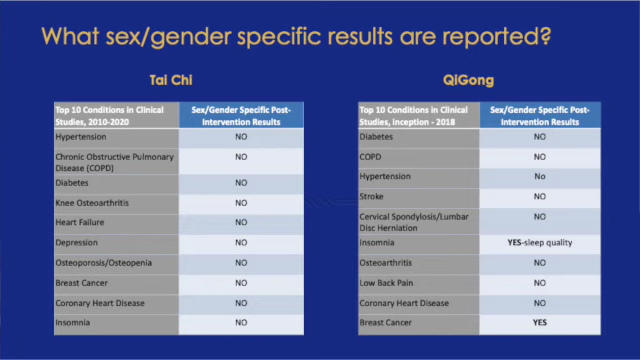 What sex/gender specific results are reported?
Tai Chi
Top 10 Conditions in Clinical Studies, 2010-2020
Sex/Gender Specific Post-Intervention Results
Hypertension NO
Chronic Obstructive Pulmonary Disease (COPD) NO
Diabetes NO
Knee Osteoarthritis NO
Heart Failure NO
Depression NO
Osteoporosis/Osteopenia NO
Breast Cancer NO
Coronary Heart Disease NO
Insomnia NO
QiGong
Top 10 Conditions in Clinical Studies, inception - 2018
Sex/Gender Specific Post-Intervention Results
Diabetes NO
COPD NO
Hypertension No
Stroke NO
Cervical Spondylosis/Lumbar Disc Herniation NO
Insomnia YES-sleep quality
Osteoarthritis NO
Low Back Pain NO
Coronary Heart Disease NO
Breast Cancer YES